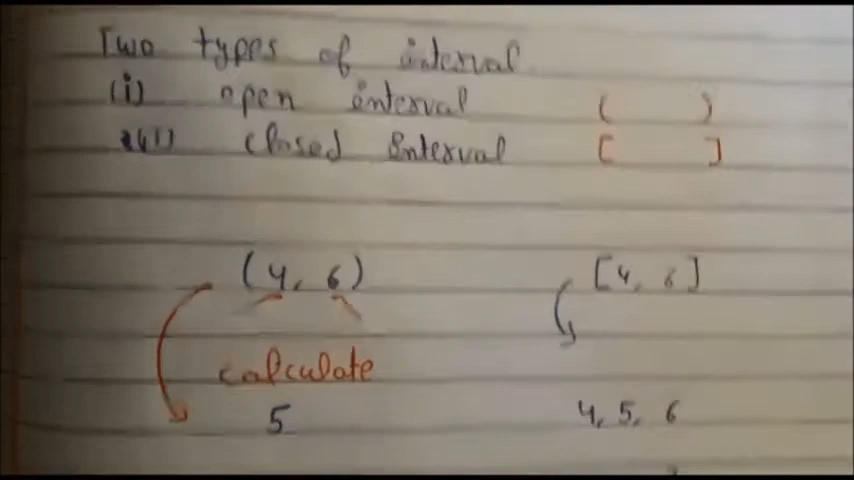 Two types of interval
(i) open interval ( )
(ii) closed interval [ ]
(4, 6) [4, 6]
calculate
5 4, 5, 6